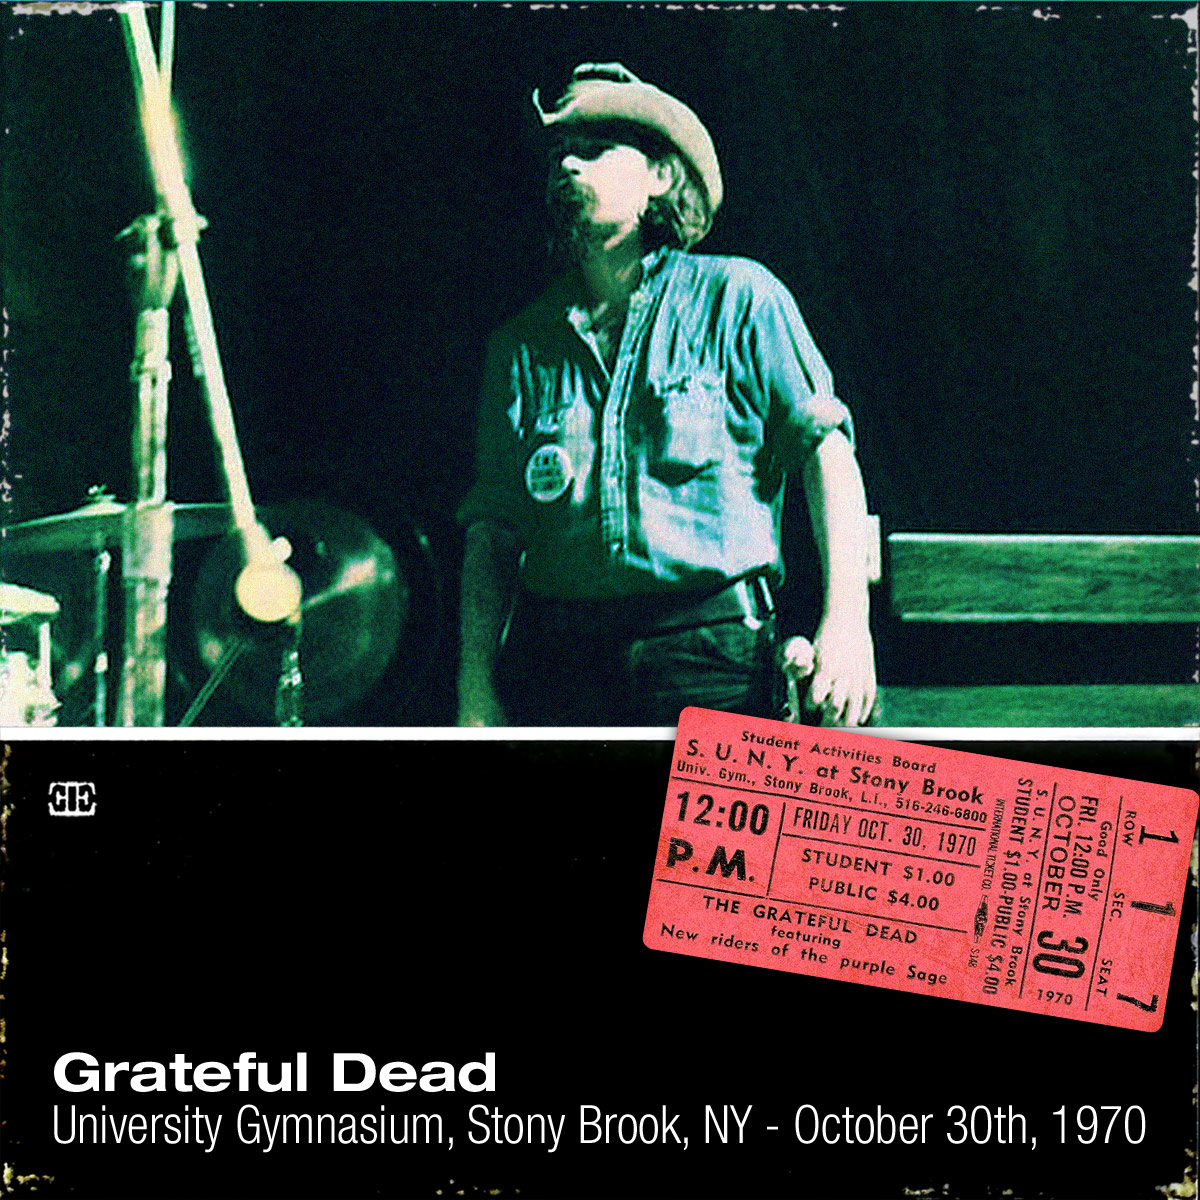 Student Activities Board
S. U. N. Y. at Stony Brook
Univ. Gym., Stony Brook, L.I., 516-246-6800
12:00
P.M.
FRIDAY OCT. 30, 1970
STUDENT $1.00
PUBLIC $4.00
THE GRATEFUL DEAD
featuring
New riders of the purple Sage
INTERNATIONAL TICKET CO.
STUDENT $1.00-PUBLIC $4.00
S. U. N. Y. at Stony Brook
OCTOBER 30
1970
FRI. 12:00 P.M.
Good Only
ROW SEC. SEAT
1 1 7
Grateful Dead
University Gymnasium, Stony Brook, NY - October 30th, 1970